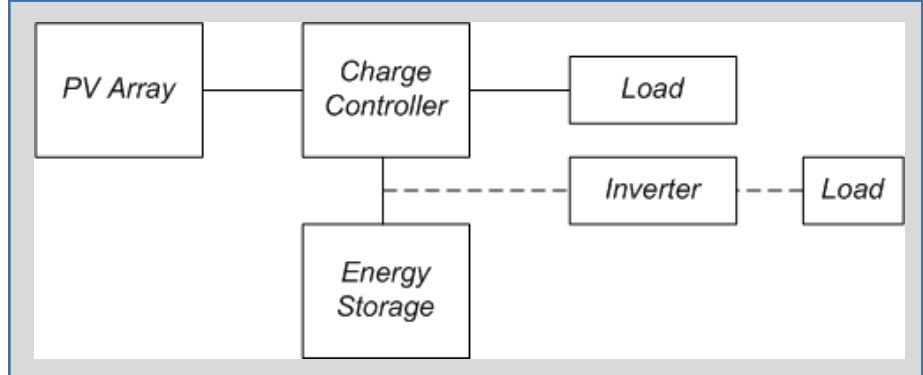 PV Array
Charge
Controller
Load
Inverter
Load
Energy
Storage